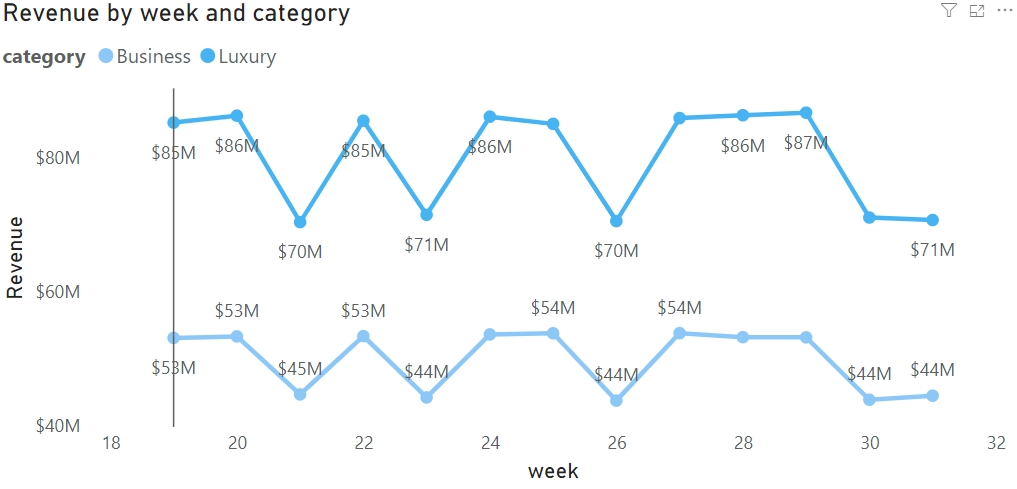 Revenue by week and category
category Business Luxury
$85M $86M $85M $86M $86M $87M
$80M
$70M $71M $70M $71M
Revenue
$60M
$53M $53M $54M $54M
$53M $45M $44M $44M $44M $44M
$40M
18 20 22 24 26 28 30 32
week